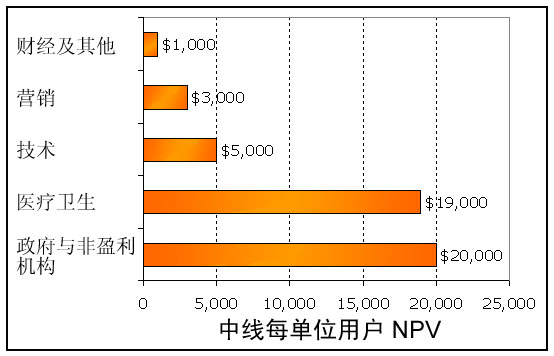 财经及其他
$1,000
营销
$3,000
技术
$5,000
医疗卫生
$19,000
政府与非盈利
机构
$20,000
0 5,000 10,000 15,000 20,000 25,000
中线每单位用户 NPV